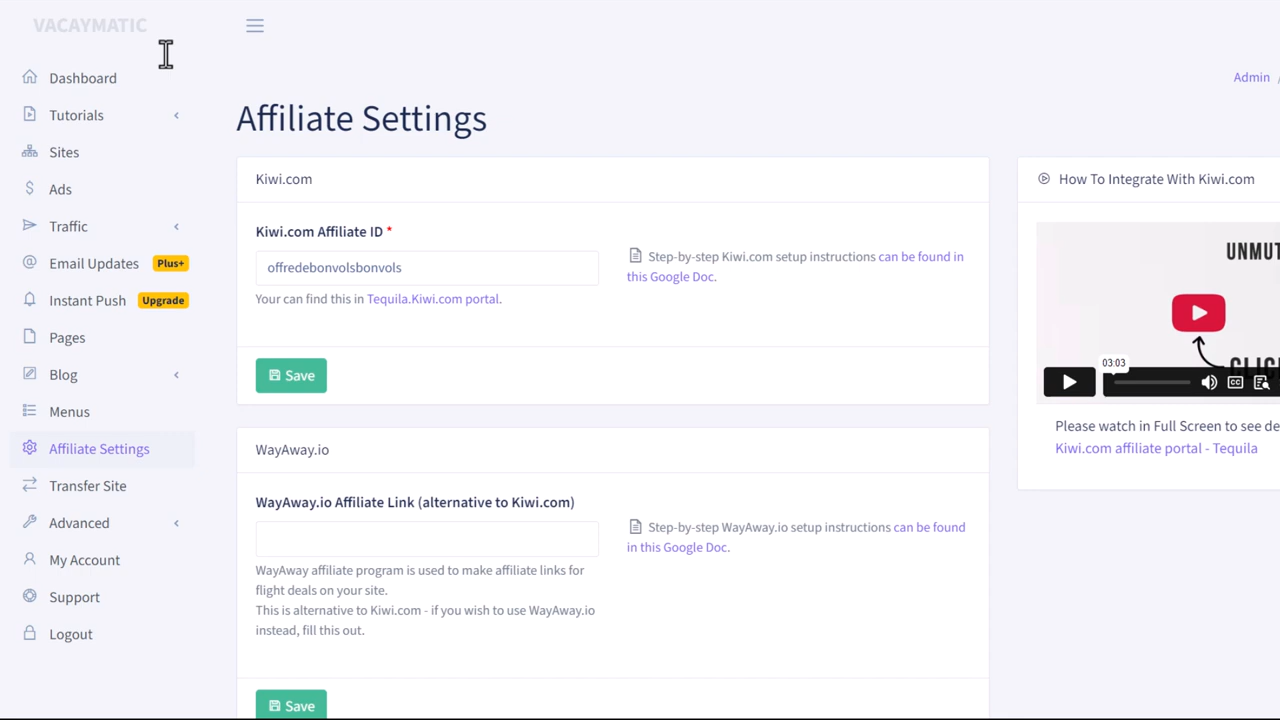 VACAYMATIC
Dashboard
Tutorials
Sites
Ads
Traffic
Email Updates Plus+
Instant Push Upgrade
Pages
Blog
Menus
Affiliate Settings
Transfer Site
Advanced
My Account
Support
Logout
Admin /
Affiliate Settings
Kiwi.com
Kiwi.com Affiliate ID *
offredebonvolsbonvols
Your can find this in Tequila.Kiwi.com portal.
Step-by-step Kiwi.com setup instructions can be found in
this Google Doc.
Save
WayAway.io
WayAway.io Affiliate Link (alternative to Kiwi.com)
WayAway affiliate program is used to make affiliate links for
flight deals on your site.
This is alternative to Kiwi.com - if you wish to use WayAway.io
instead, fill this out.
Step-by-step WayAway.io setup instructions can be found
in this Google Doc.
Save
How To Integrate With Kiwi.com
UNMUT
CLIC
03:03
CC
Please watch in Full Screen to see de
Kiwi.com affiliate portal - Tequila